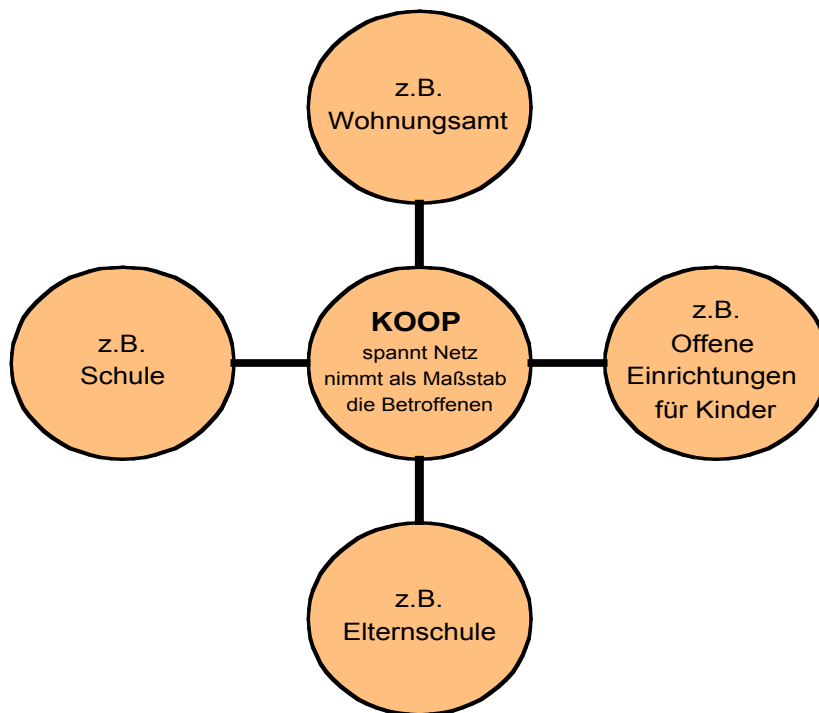 z.B.
Wohnungsamt
z.B.
Schule
KOOP
spannt Netz
nimmt als Maßstab
die Betroffenen
z.B.
Offene
Einrichtungen
für Kinder
z.B.
Elternschule